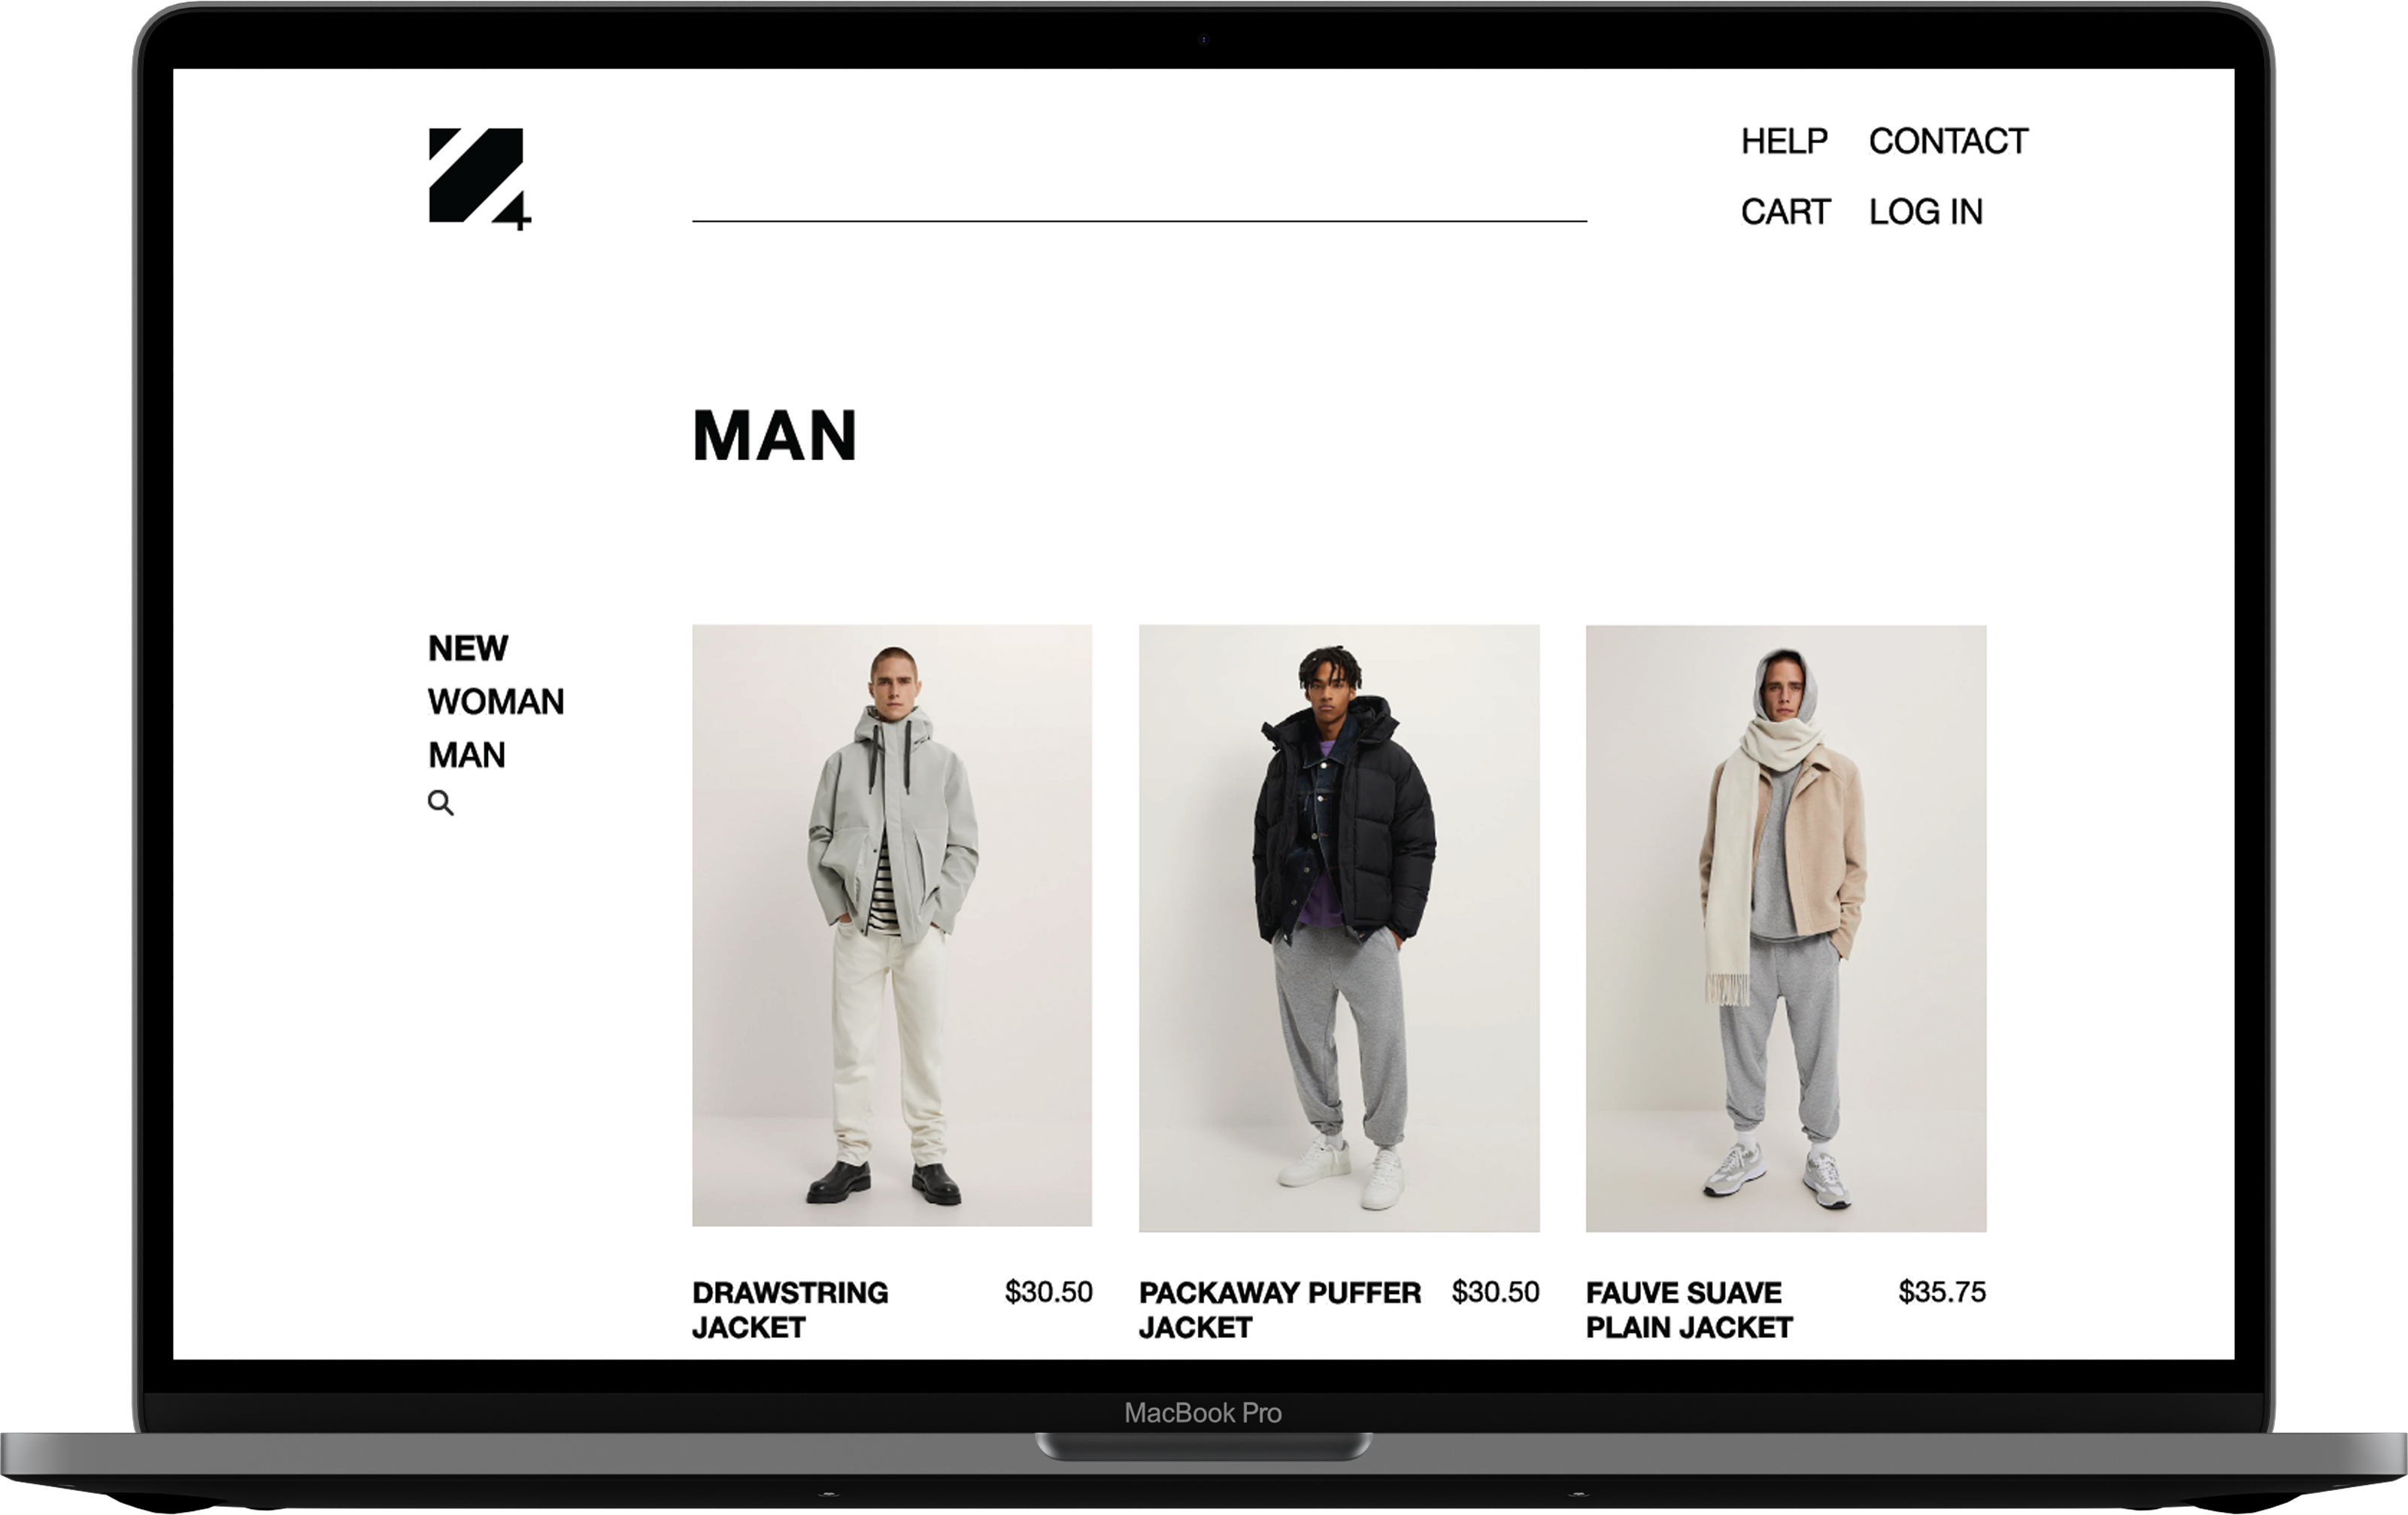 HELP CONTACT
CART LOG IN
MAN
NEW
WOMAN
MAN
DRAWSTRING JACKET $30.50
PACKAWAY PUFFER JACKET $30.50
FAUVE SUAVE PLAIN JACKET $35.75
MacBook Pro